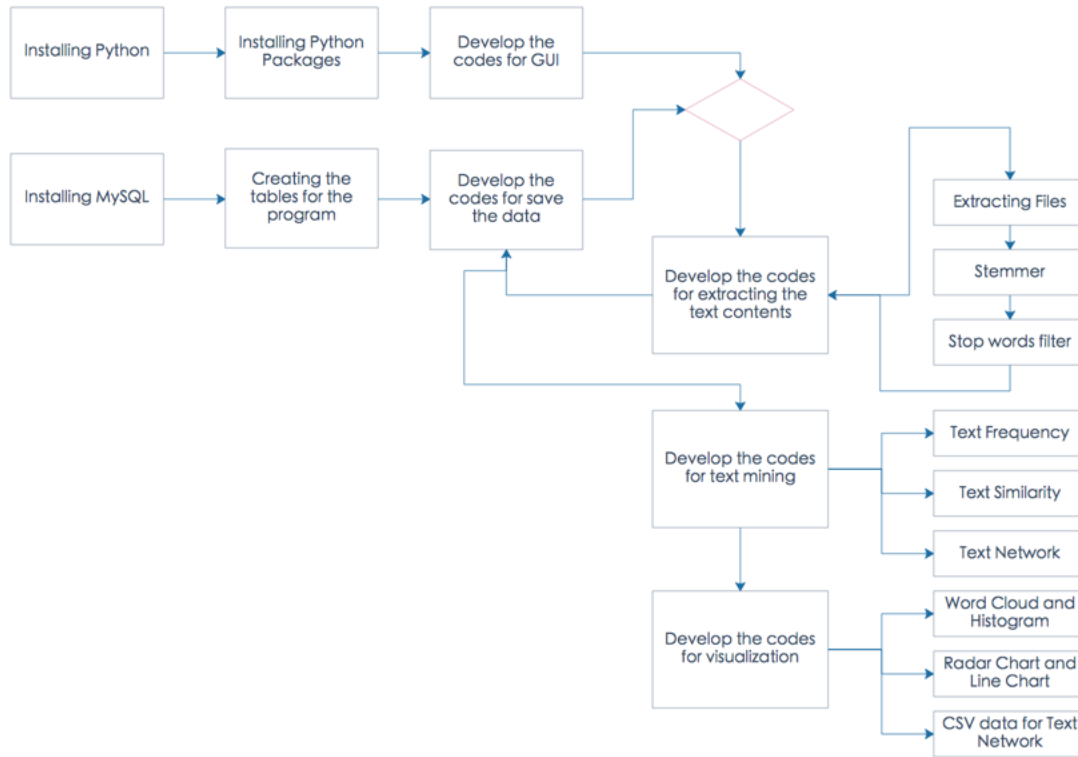 Installing Python
Installing Python
Packages
Develop the
codes for GUI
Installing MySQL
Creating the
tables for the
program
Develop the
codes for save
the data
Extracting Files
Stemmer
Stop words filter
Develop the codes
for extracting the
text contents
Develop the codes
for text mining
Text Frequency
Text Similarity
Text Network
Develop the codes
for visualization
Word Cloud and
Histogram
Radar Chart and
Line Chart
CSV data for Text
Network